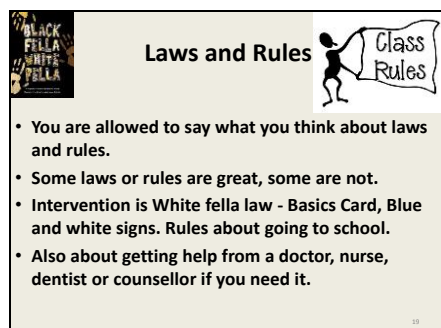 BLACK
FELLA
WHITE
FELLA
Laws and Rules
Class
Rules
• You are allowed to say what you think about laws
and rules.
• Some laws or rules are great, some are not.
• Intervention is White fella law - Basics Card, Blue
and white signs. Rules about going to school.
• Also about getting help from a doctor, nurse,
dentist or counsellor if you need it.
19